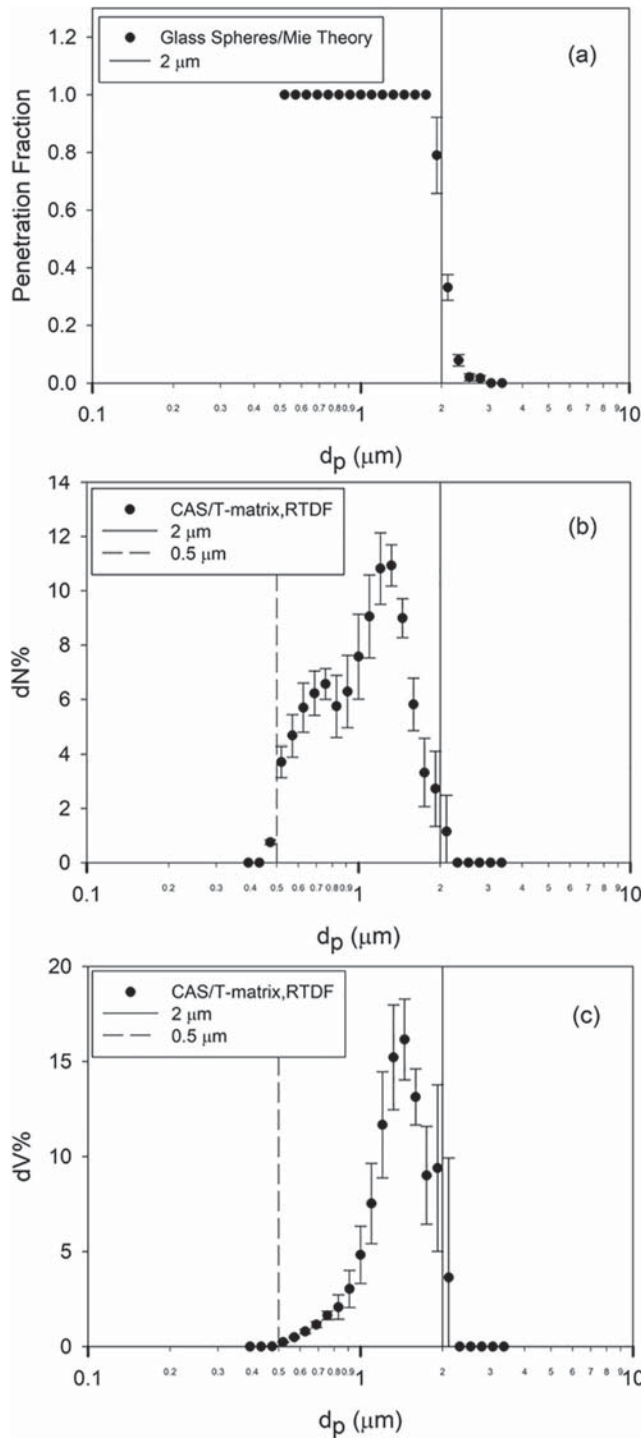 Glass Spheres/Mie Theory
2 μm
(a)
Penetration Fraction
1.2
1.0
0.8
0.6
0.4
0.2
0.0
0.1 0.2 0.3 0.4 0.5 0.6 0.7 0.8 0.9 1 2 3 4 5 6 7 8 9 10
dp (μm)
CAS/T-matrix,RTDF
2 μm
0.5 μm
(b)
dN%
14
12
10
8
6
4
2
0
0.1 0.2 0.3 0.4 0.5 0.6 0.7 0.8 0.9 1 2 3 4 5 6 7 8 9 10
dp (μm)
CAS/T-matrix,RTDF
2 μm
0.5 μm
(c)
dV%
20
15
10
5
0
0.1 0.2 0.3 0.4 0.5 0.6 0.7 0.8 0.9 1 2 3 4 5 6 7 8 9 10
dp (μm)